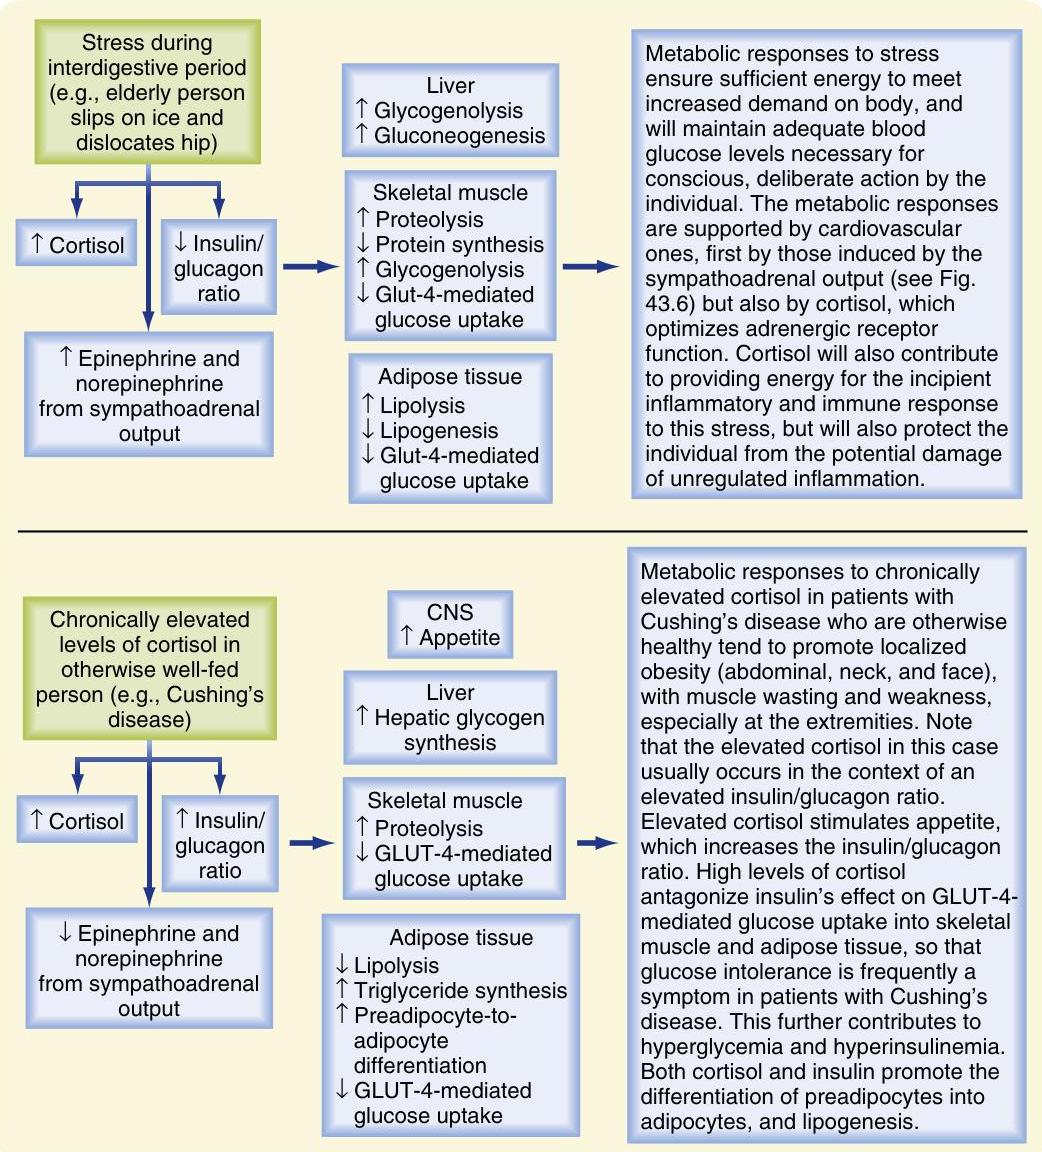 Stress during
interdigestive period
(e.g., elderly person
slips on ice and
dislocates hip)
↑ Cortisol
↓ Insulin/
glucagon
ratio
↑ Epinephrine and
norepinephrine
from sympathoadrenal
output
Liver
↑ Glycogenolysis
↑ Gluconeogenesis
Skeletal muscle
↑ Proteolysis
↓ Protein synthesis
↑ Glycogenolysis
↓ Glut-4-mediated
glucose uptake
Adipose tissue
↑ Lipolysis
↓ Lipogenesis
↓ Glut-4-mediated
glucose uptake
Metabolic responses to stress
ensure sufficient energy to meet
increased demand on body, and
will maintain adequate blood
glucose levels necessary for
conscious, deliberate action by the
individual. The metabolic responses
are supported by cardiovascular
ones, first by those induced by the
sympathoadrenal output (see Fig.
43.6) but also by cortisol, which
optimizes adrenergic receptor
function. Cortisol will also contribute
to providing energy for the incipient
inflammatory and immune response
to this stress, but will also protect the
individual from the potential damage
of unregulated inflammation.
Chronically elevated
levels of cortisol in
otherwise well-fed
person (e.g., Cushing's
disease)
↑ Cortisol
↑ Insulin/
glucagon
ratio
↓ Epinephrine and
norepinephrine
from sympathoadrenal
output
CNS
↑ Appetite
Liver
↑ Hepatic glycogen
synthesis
Skeletal muscle
↑ Proteolysis
↓ GLUT-4-mediated
glucose uptake
Adipose tissue
↓ Lipolysis
↑ Triglyceride synthesis
↑ Preadipocyte-to-
adipocyte
differentiation
↓ GLUT-4-mediated
glucose uptake
Metabolic responses to chronically
elevated cortisol in patients with
Cushing's disease who are otherwise
healthy tend to promote localized
obesity (abdominal, neck, and face),
with muscle wasting and weakness,
especially at the extremities. Note
that the elevated cortisol in this case
usually occurs in the context of an
elevated insulin/glucagon ratio.
Elevated cortisol stimulates appetite,
which increases the insulin/glucagon
ratio. High levels of cortisol
antagonize insulin's effect on GLUT-4-
mediated glucose uptake into skeletal
muscle and adipose tissue, so that
glucose intolerance is frequently a
symptom in patients with Cushing's
disease. This further contributes to
hyperglycemia and hyperinsulinemia.
Both cortisol and insulin promote the
differentiation of preadipocytes into
adipocytes, and lipogenesis.